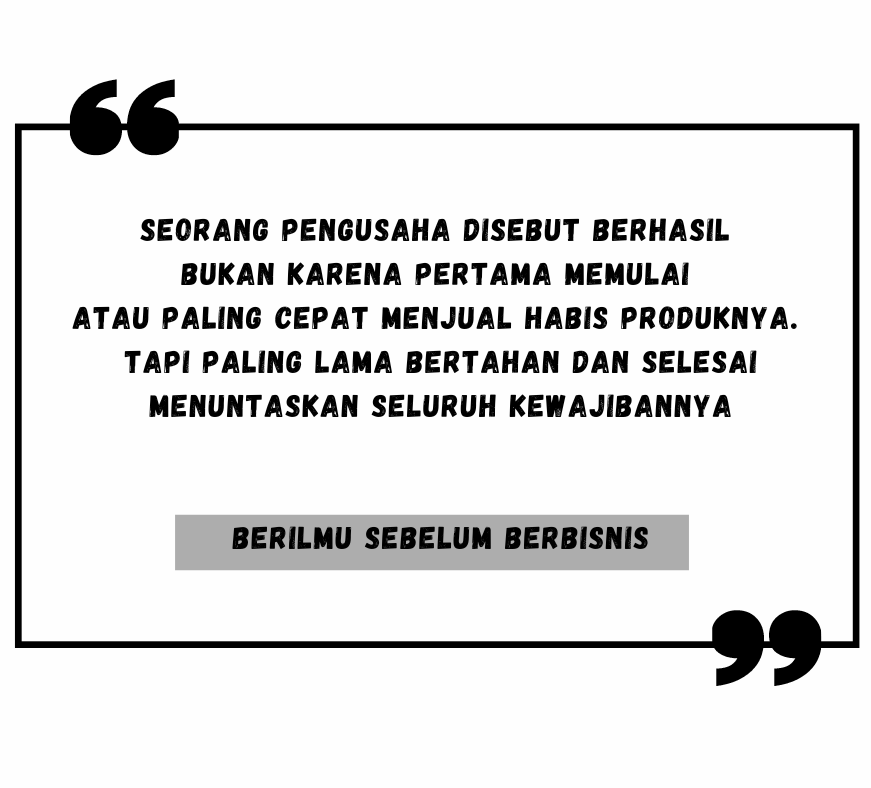 SEORANG PENGUSAHA DISEBUT BERHASIL
BUKAN KARENA PERTAMA MEMULAI
ATAU PALING CEPAT MENJUAL HABIS PRODUKNYA.
TAPI PALING LAMA BERTAHAN DAN SELESAI
MENUNTASKAN SELURUH KEWAJIBANNYA
BERILMU SEBELUM BERBISNIS